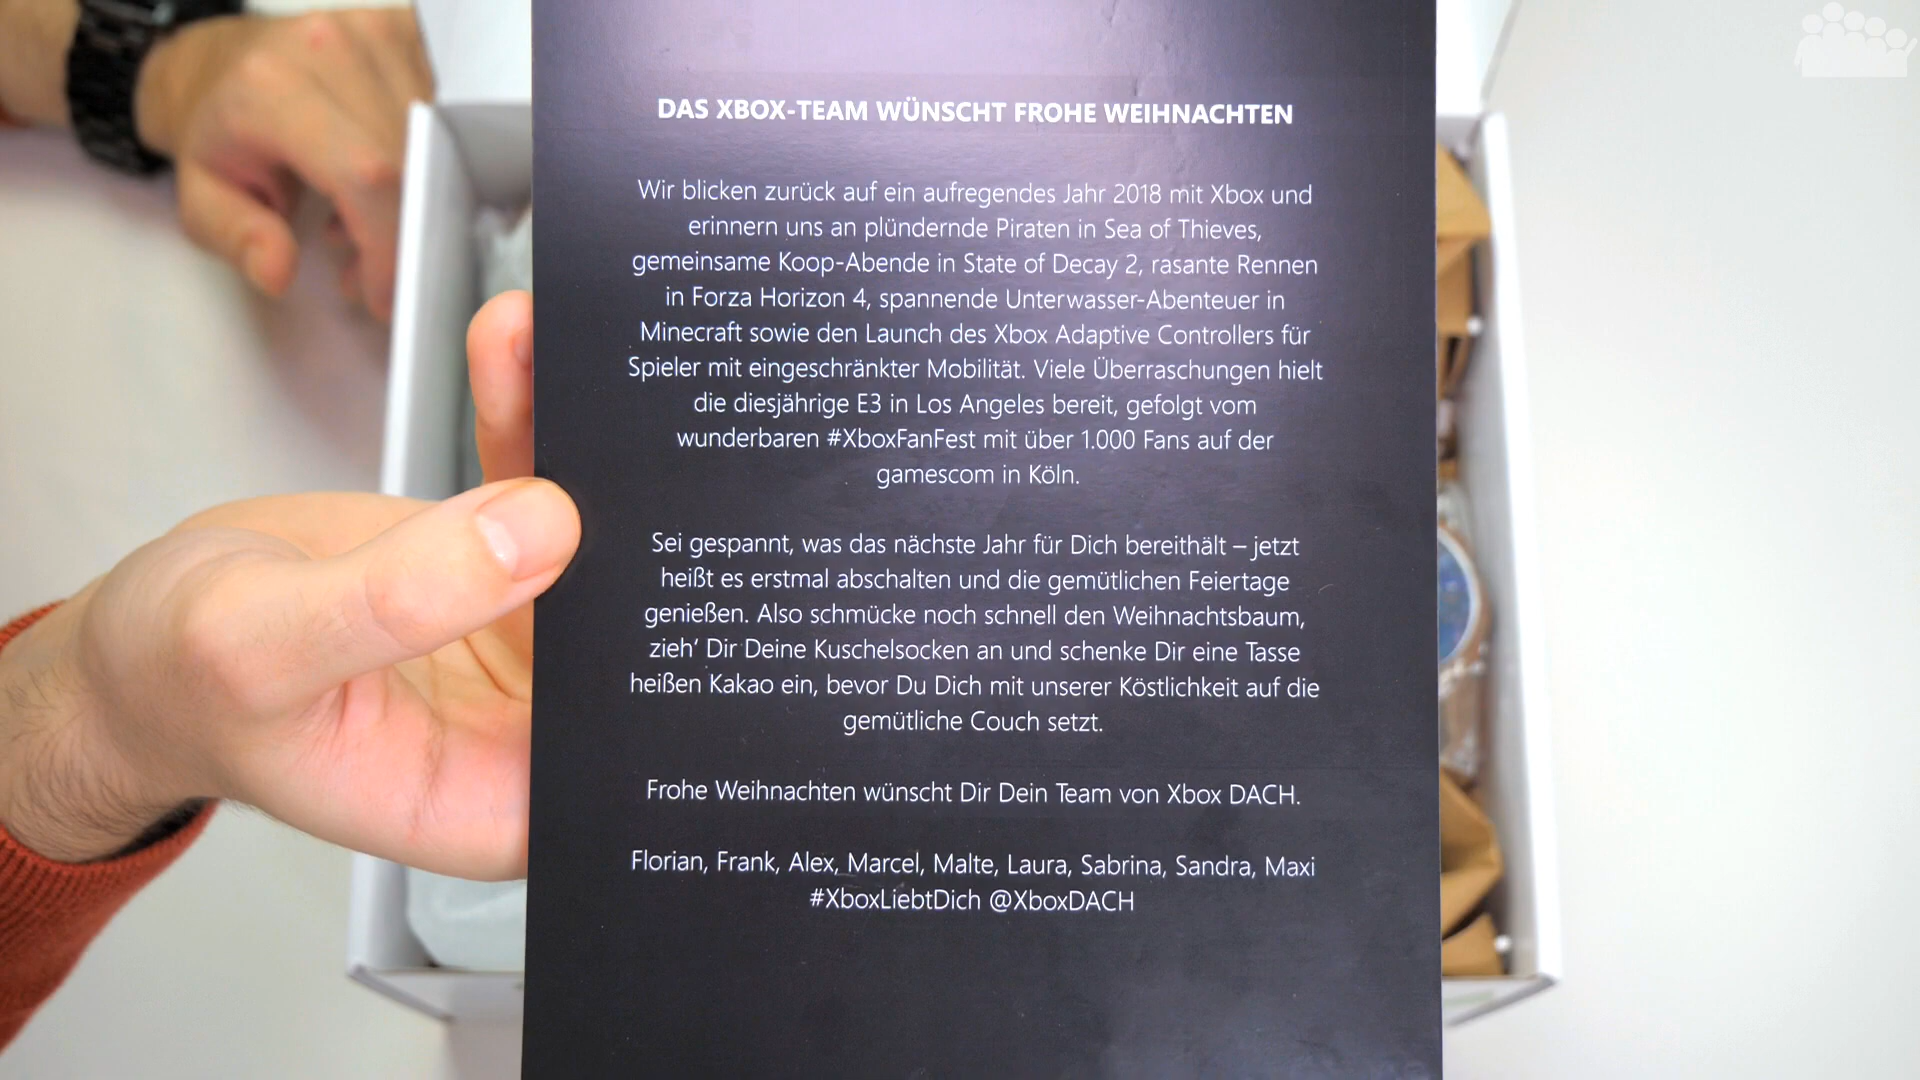 DAS XBOX-TEAM WÜNSCHT FROHE WEIHNACHTEN
Wir blicken zurück auf ein aufregendes Jahr 2018 mit Xbox und
erinnern uns an plündernde Piraten in Sea of Thieves,
gemeinsame Koop-Abende in State of Decay 2, rasante Rennen
in Forza Horizon 4, spannende Unterwasser-Abenteuer in
Minecraft sowie den Launch des Xbox Adaptive Controllers für
Spieler mit eingeschränkter Mobilität. Viele Überraschungen hielt
die diesjährige E3 in Los Angeles bereit, gefolgt vom
wunderbaren #XboxFanFest mit über 1.000 Fans auf der
gamescom in Köln.
Sei gespannt, was das nächste Jahr für Dich bereithält – jetzt
heißt es erstmal abschalten und die gemütlichen Feiertage
genießen. Also schmücke noch schnell den Weihnachtsbaum,
zieh’ Dir Deine Kuschelsocken an und schenke Dir eine Tasse
heißen Kakao ein, bevor Du Dich mit unserer Köstlichkeit auf die
gemütliche Couch setzt.
Frohe Weihnachten wünscht Dir Dein Team von Xbox DACH.
Florian, Frank, Alex, Marcel, Malte, Laura, Sabrina, Sandra, Maxi
#XboxLiebtDich @XboxDACH